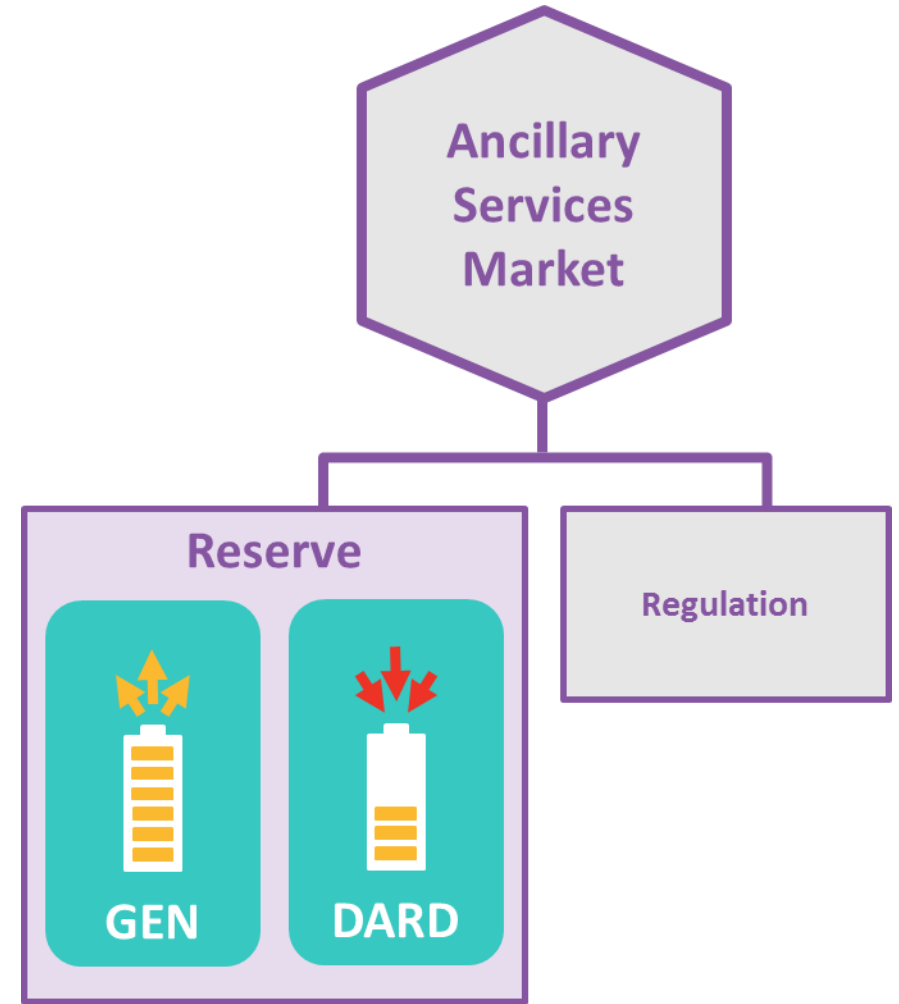 Ancillary
Services
Market
Reserve
Regulation
GEN
DARD